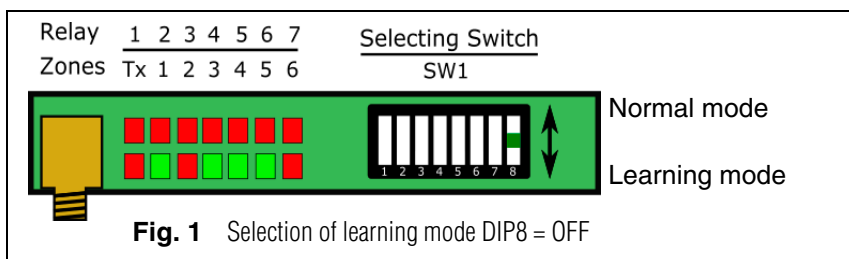 Relay 1 2 3 4 5 6 7 Selecting Switch
Zones Tx 1 2 3 4 5 6 SW1
Normal mode
1 2 3 4 5 6 7 8
Learning mode
Fig. 1 Selection of learning mode DIP8 = OFF